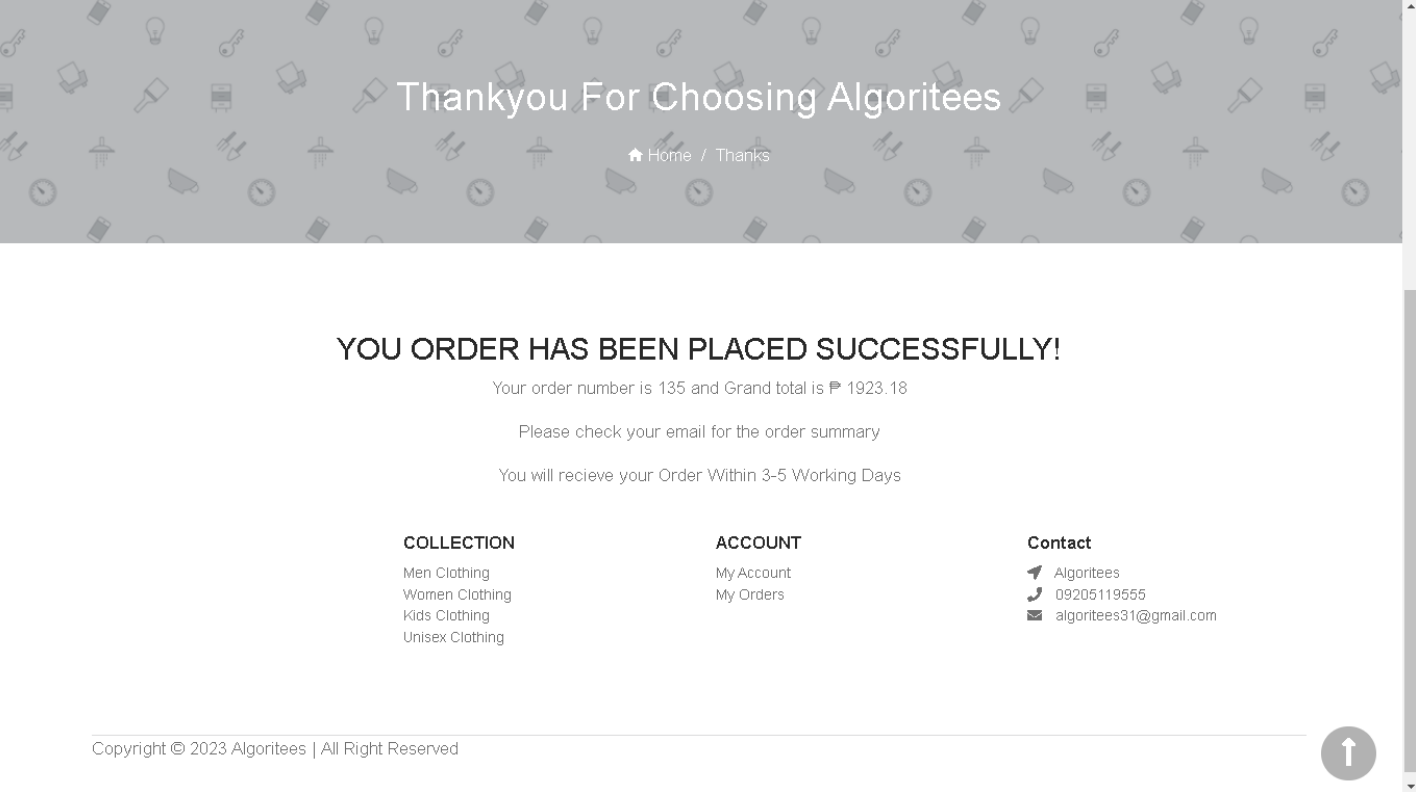 Thankyou For Choosing Algoritees
Home / Thanks
YOU ORDER HAS BEEN PLACED SUCCESSFULLY!
Your order number is 135 and Grand total is ₱ 1923.18
Please check your email for the order summary
You will recieve your Order Within 3-5 Working Days
COLLECTION
Men Clothing
Women Clothing
Kids Clothing
Unisex Clothing
ACCOUNT
My Account
My Orders
Contact
Algoritees
09205119555
algoritees31@gmail.com
Copyright © 2023 Algoritees | All Right Reserved